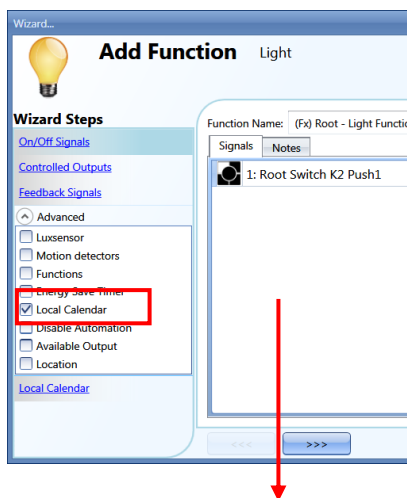 Wizard...
Add Function Light
Wizard Steps
On/Off Signals
Controlled Outputs
Feedback Signals
Advanced
Luxsensor
Motion detectors
Functions
Energy Save Timer
Local Calendar
Disable Automation
Available Output
Location
Local Calendar
Function Name: (Fx) Root - Light Functio
Signals Notes
1: Root Switch K2 Push1
<<< >>>